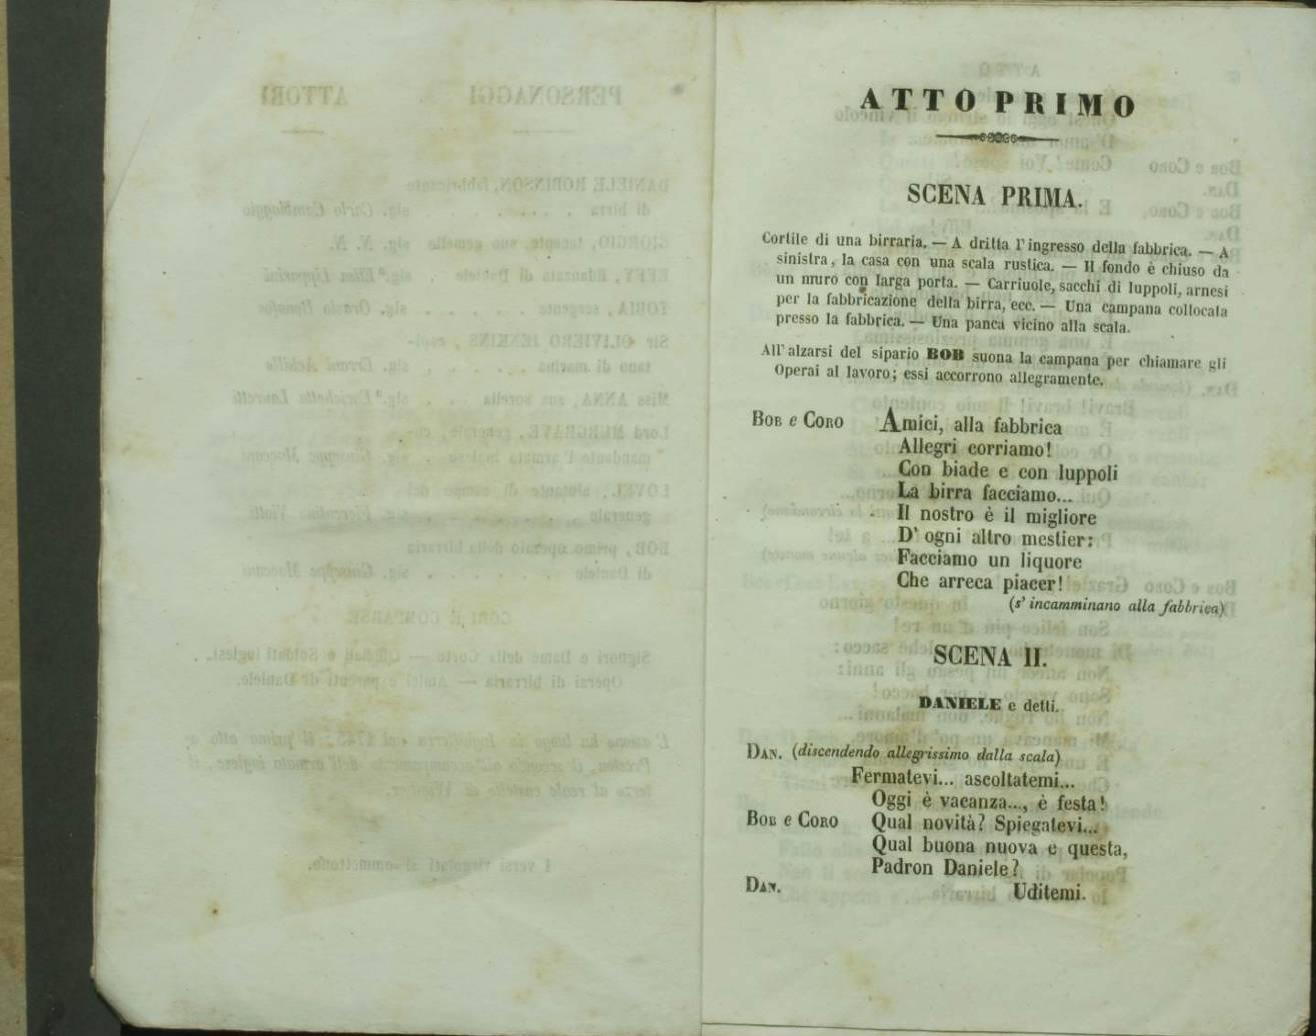 ATTO PRIMO
SCENA PRIMA.
Cortile di una birraria. — A dritta l'ingresso della fabbrica. — A
sinistra, la casa con una scala rustica. — Il fondo è chiuso da
un muro con larga porta. — Carriuole, sacchi di luppoli, arnesi
per la fabbricazione della birra, ecc. — Una campana collocata
presso la fabbrica. — Una panca vicino alla scala.
All'alzarsi del sipario BOB suona la campana per chiamare gli
Operai al lavoro; essi accorrono allegramente.
BOB e CORO Amici, alla fabbrica
Allegri corriamo!
Con biade e con luppoli
La birra facciamo...
Il nostro è il migliore
D'ogni altro mestier:
Facciamo un liquore
Che arreca piacer!
(s'incamminano alla fabbrica)
SCENA II.
DANIELE e detti.
DAN. (discendendo allegrissimo dalla scala)
Fermatevi... ascoltatemi...
Oggi è vacanza..., è festa!
BOB e CORO Qual novità? Spiegatevi...
Qual buona nuova e questa,
Padron Daniele?
DAN. Uditemi.